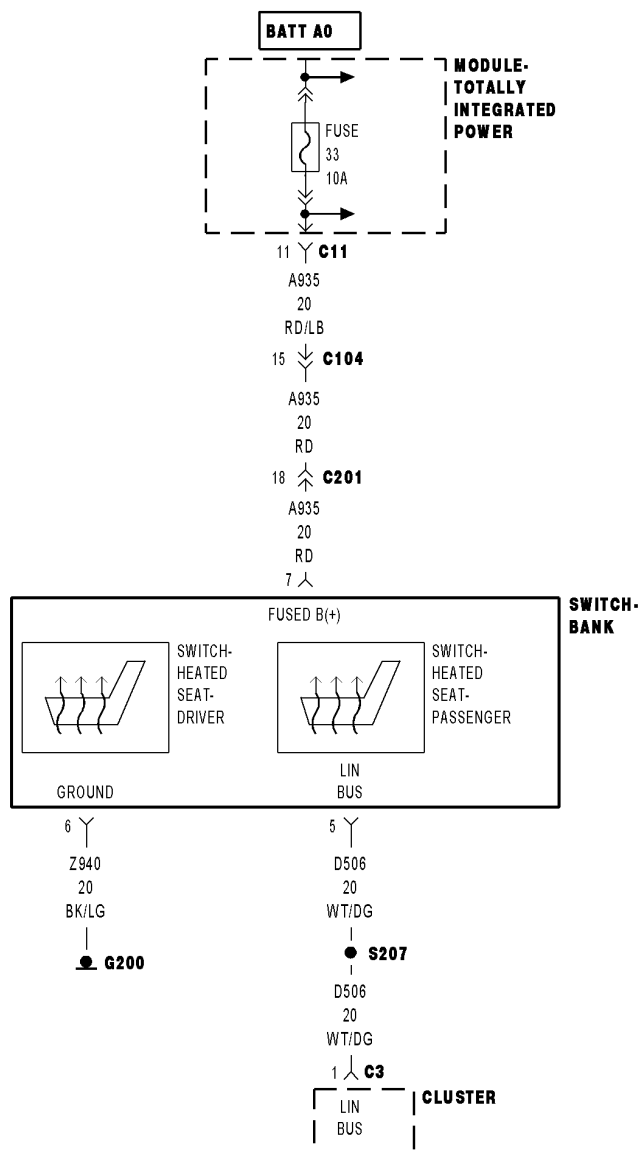 BATT A0
MODULE-
TOTALLY
INTEGRATED
POWER
FUSE
33
10A
11 C11
A935
20
RD/LB
15 C104
A935
20
RD
18 C201
A935
20
RD
7
SWITCH-
BANK
FUSED B(+)
SWITCH-
HEATED
SEAT-
DRIVER
SWITCH-
HEATED
SEAT-
PASSENGER
GROUND
LIN
BUS
6
Z940
20
BK/LG
G200
5
D506
20
WT/DG
S207
D506
20
WT/DG
1 C3
CLUSTER
LIN
BUS